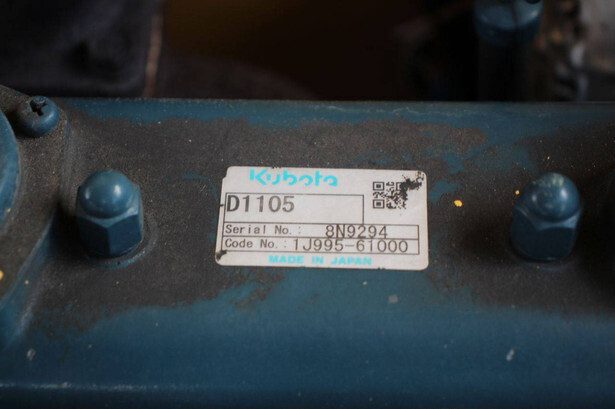 Kubota
D1105
Serial No.: 8N9294
Code No.: 1J995-61000
MADE IN JAPAN